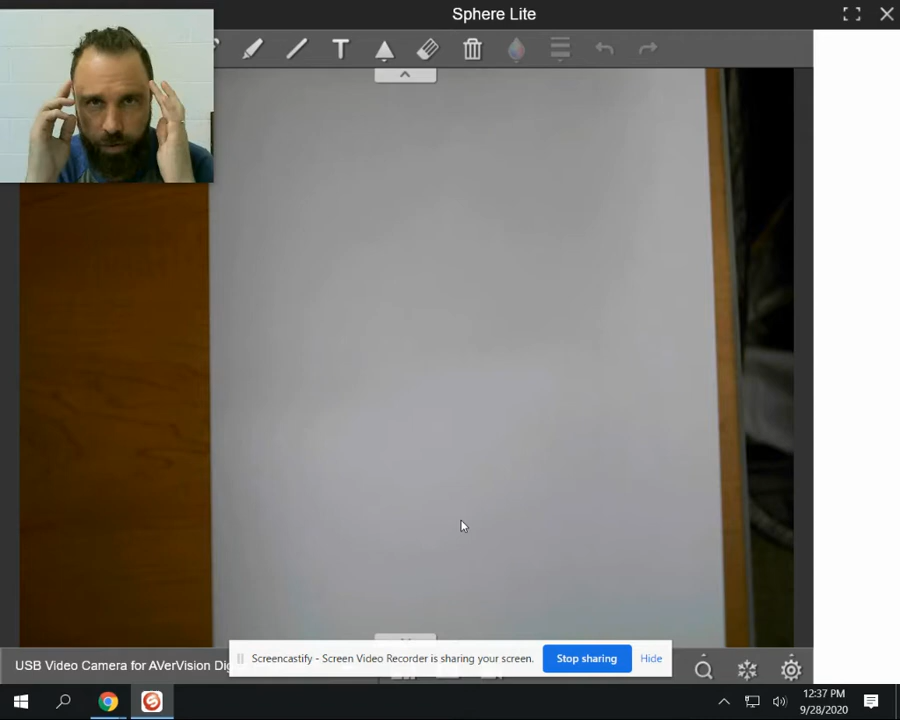 Sphere Lite
T
USB Video Camera for AVerVision Di
Screencastify - Screen Video Recorder is sharing your screen.
Stop sharing
Hide
12:37 PM
9/28/2020